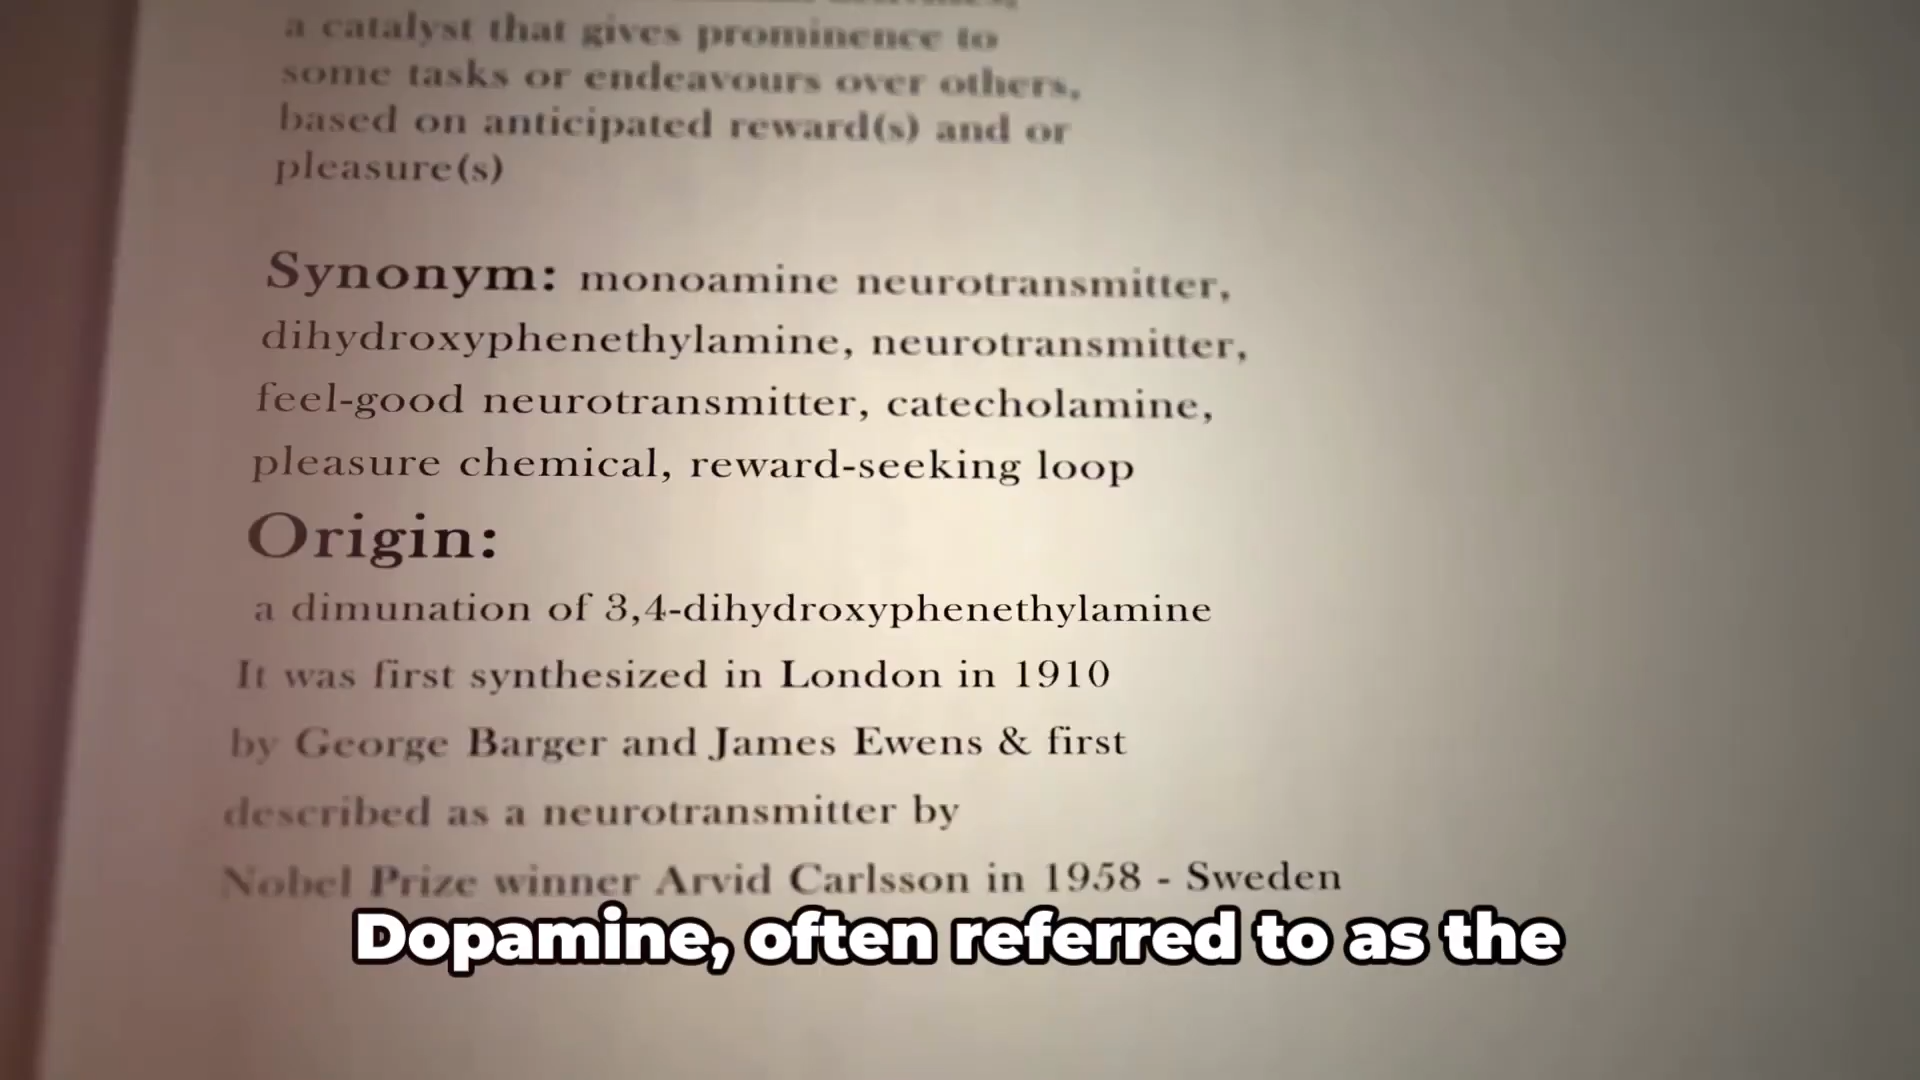 a catalyst that gives prominence to
some tasks or endeavours over others,
based on anticipated reward(s) and or
pleasure(s)
Synonym: monoamine neurotransmitter,
dihydroxyphenethylamine, neurotransmitter,
feel-good neurotransmitter, catecholamine,
pleasure chemical, reward-seeking loop
Origin:
a dimunation of 3,4-dihydroxyphenethylamine
It was first synthesized in London in 1910
by George Barger and James Ewens & first
described as a neurotransmitter by
Nobel Prize winner Arvid Carlsson in 1958 - Sweden
Dopamine, often referred to as the